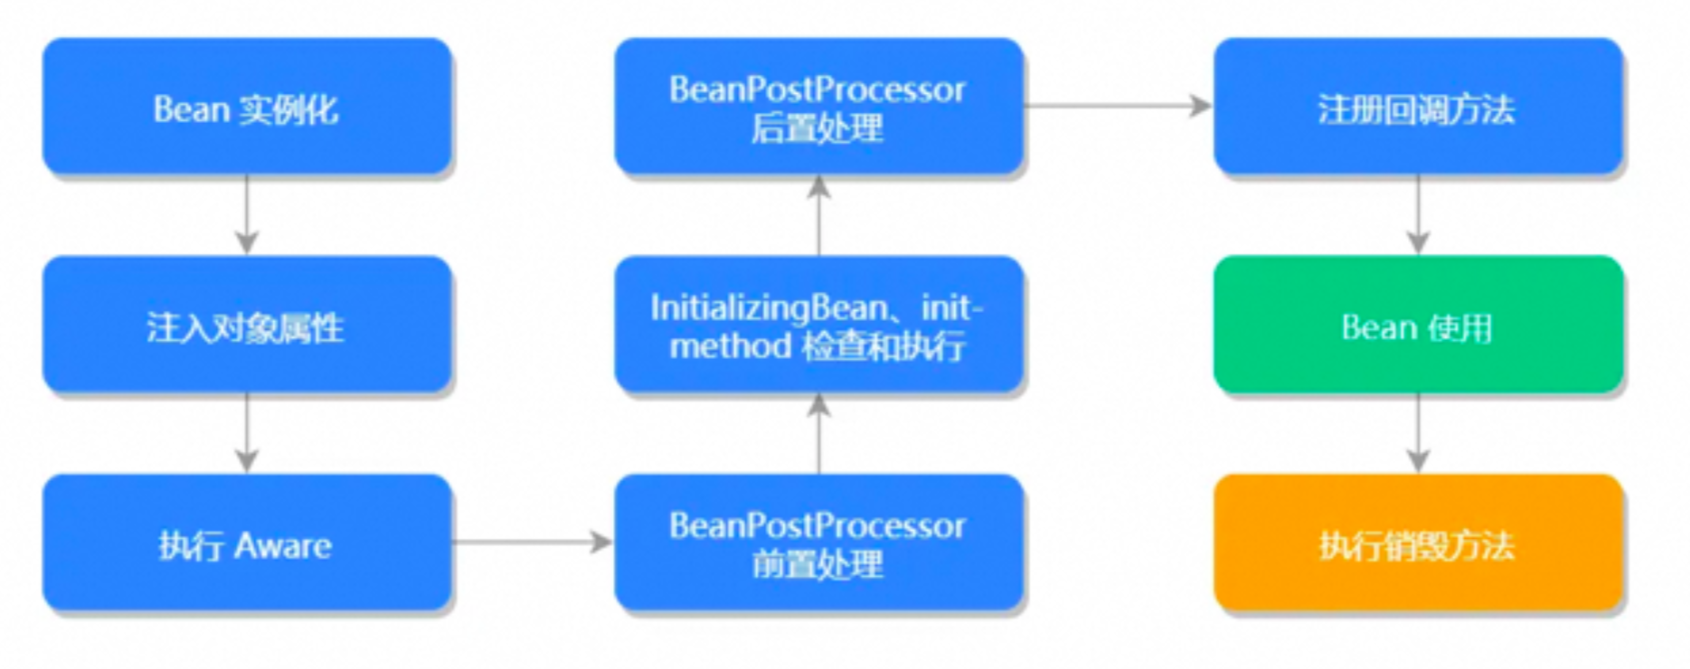 Bean 实例化
注入对象属性
执行 Aware
BeanPostProcessor
前置处理
InitializingBean、init-
method 检查和执行
BeanPostProcessor
后置处理
注册回调方法
Bean 使用
执行销毁方法